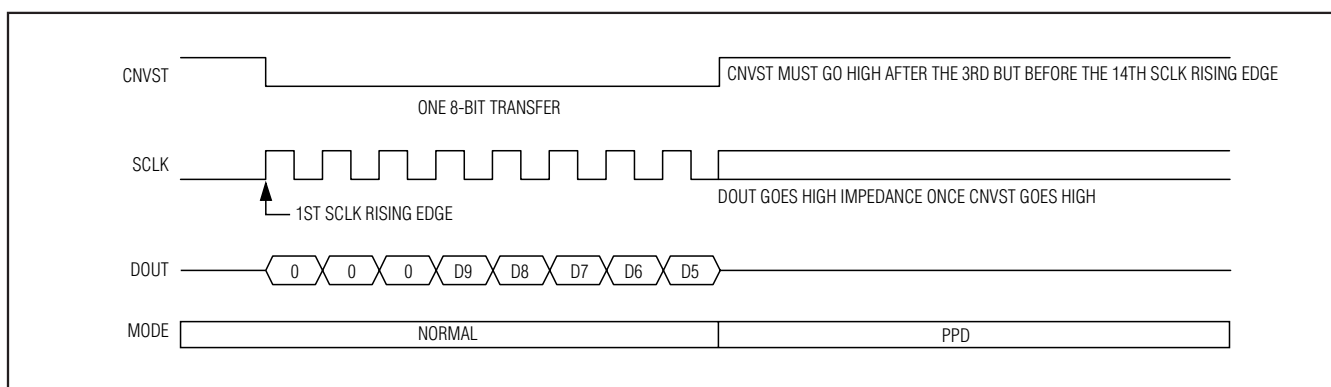 CNVST
CNVST MUST GO HIGH AFTER THE 3RD BUT BEFORE THE 14TH SCLK RISING EDGE
ONE 8-BIT TRANSFER
SCLK
DOUT GOES HIGH IMPEDANCE ONCE CNVST GOES HIGH
1ST SCLK RISING EDGE
DOUT
0 0 0 D9 D8 D7 D6 D5
MODE
NORMAL
PPD